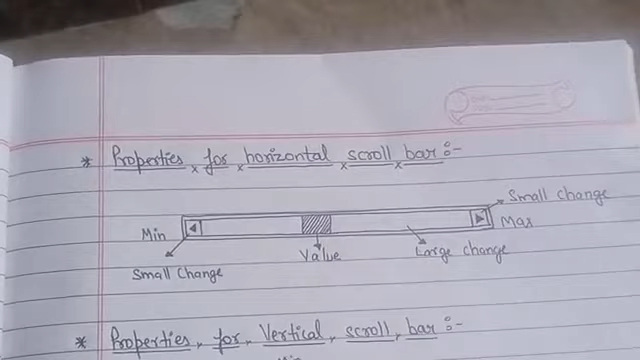 * Properties for horizontal scroll bar :-
Small Change
Min
Max
Value
Large Change
Small Change
* Properties for Vertical scroll bar :-
Min